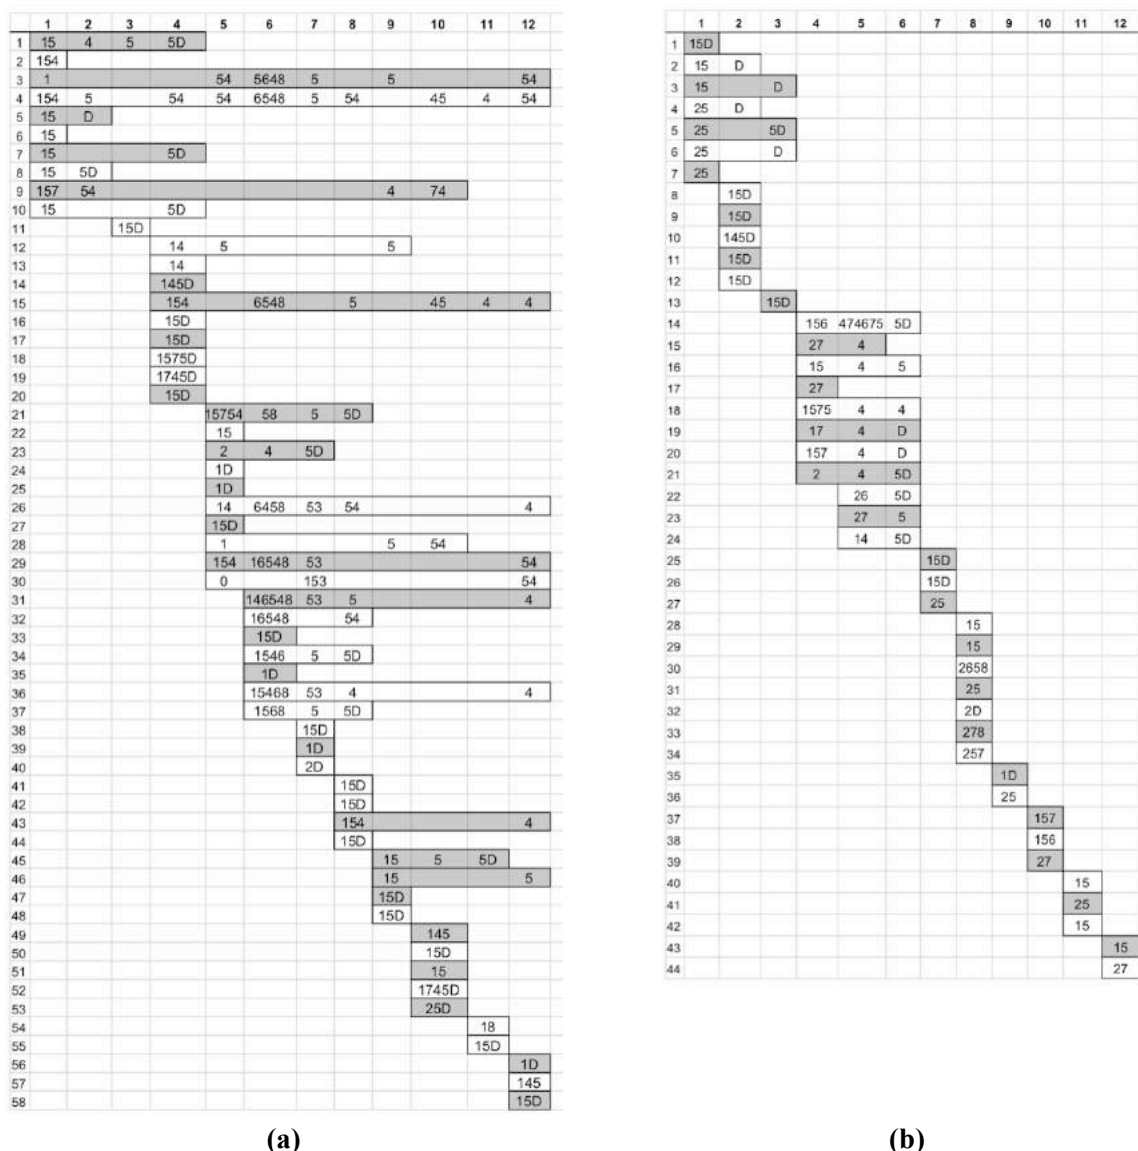 1 2 3 4 5 6 7 8 9 10 11 12
1 15 4 5 5D
2 154
3 1 54 5648 5 5 54
4 154 5 54 54 6548 5 54 45 4 54
5 15 D
6 15
7 15 5D
8 15 5D
9 157 54 4 74
10 15 5D
11 15D
12 14 5 5
13 14
14 145D
15 154 6548 5 45 4 4
16 15D
17 15D
18 1575D
19 1745D
20 15D
21 15754 58 5 5D
22 15
23 2 4 5D
24 1D
25 1D
26 14 6458 53 54 4
27 15D
28 1 5 54
29 154 16548 53 54
30 0 153 54
31 146548 53 5 4
32 16548 54
33 15D
34 1546 5 5D
35 1D
36 15468 53 4 4
37 1568 5 5D
38 15D
39 1D
40 2D
41 15D
42 15D
43 154 4
44 15D
45 15 5 5D
46 15 5
47 15D
48 15D
49 145
50 15D
51 15
52 1745D
53 25D
54 18
55 15D
56 1D
57 145
58 15D
(a)
1 2 3 4 5 6 7 8 9 10 11 12
1 15D
2 15 D
3 15 D
4 25 D
5 25 5D
6 25 D
7 25
8 15D
9 15D
10 145D
11 15D
12 15D
13 15D
14 156 474675 5D
15 27 4
16 15 4 5
17 27
18 1575 4 4
19 17 4 D
20 157 4 D
21 2 4 5D
22 26 5D
23 27 5
24 14 5D
25 15D
26 15D
27 25
28 15
29 15
30 2658
31 25
32 2D
33 278
34 257
35 1D
36 25
37 157
38 156
39 27
40 15
41 25
42 15
43 15
44 27
(b)